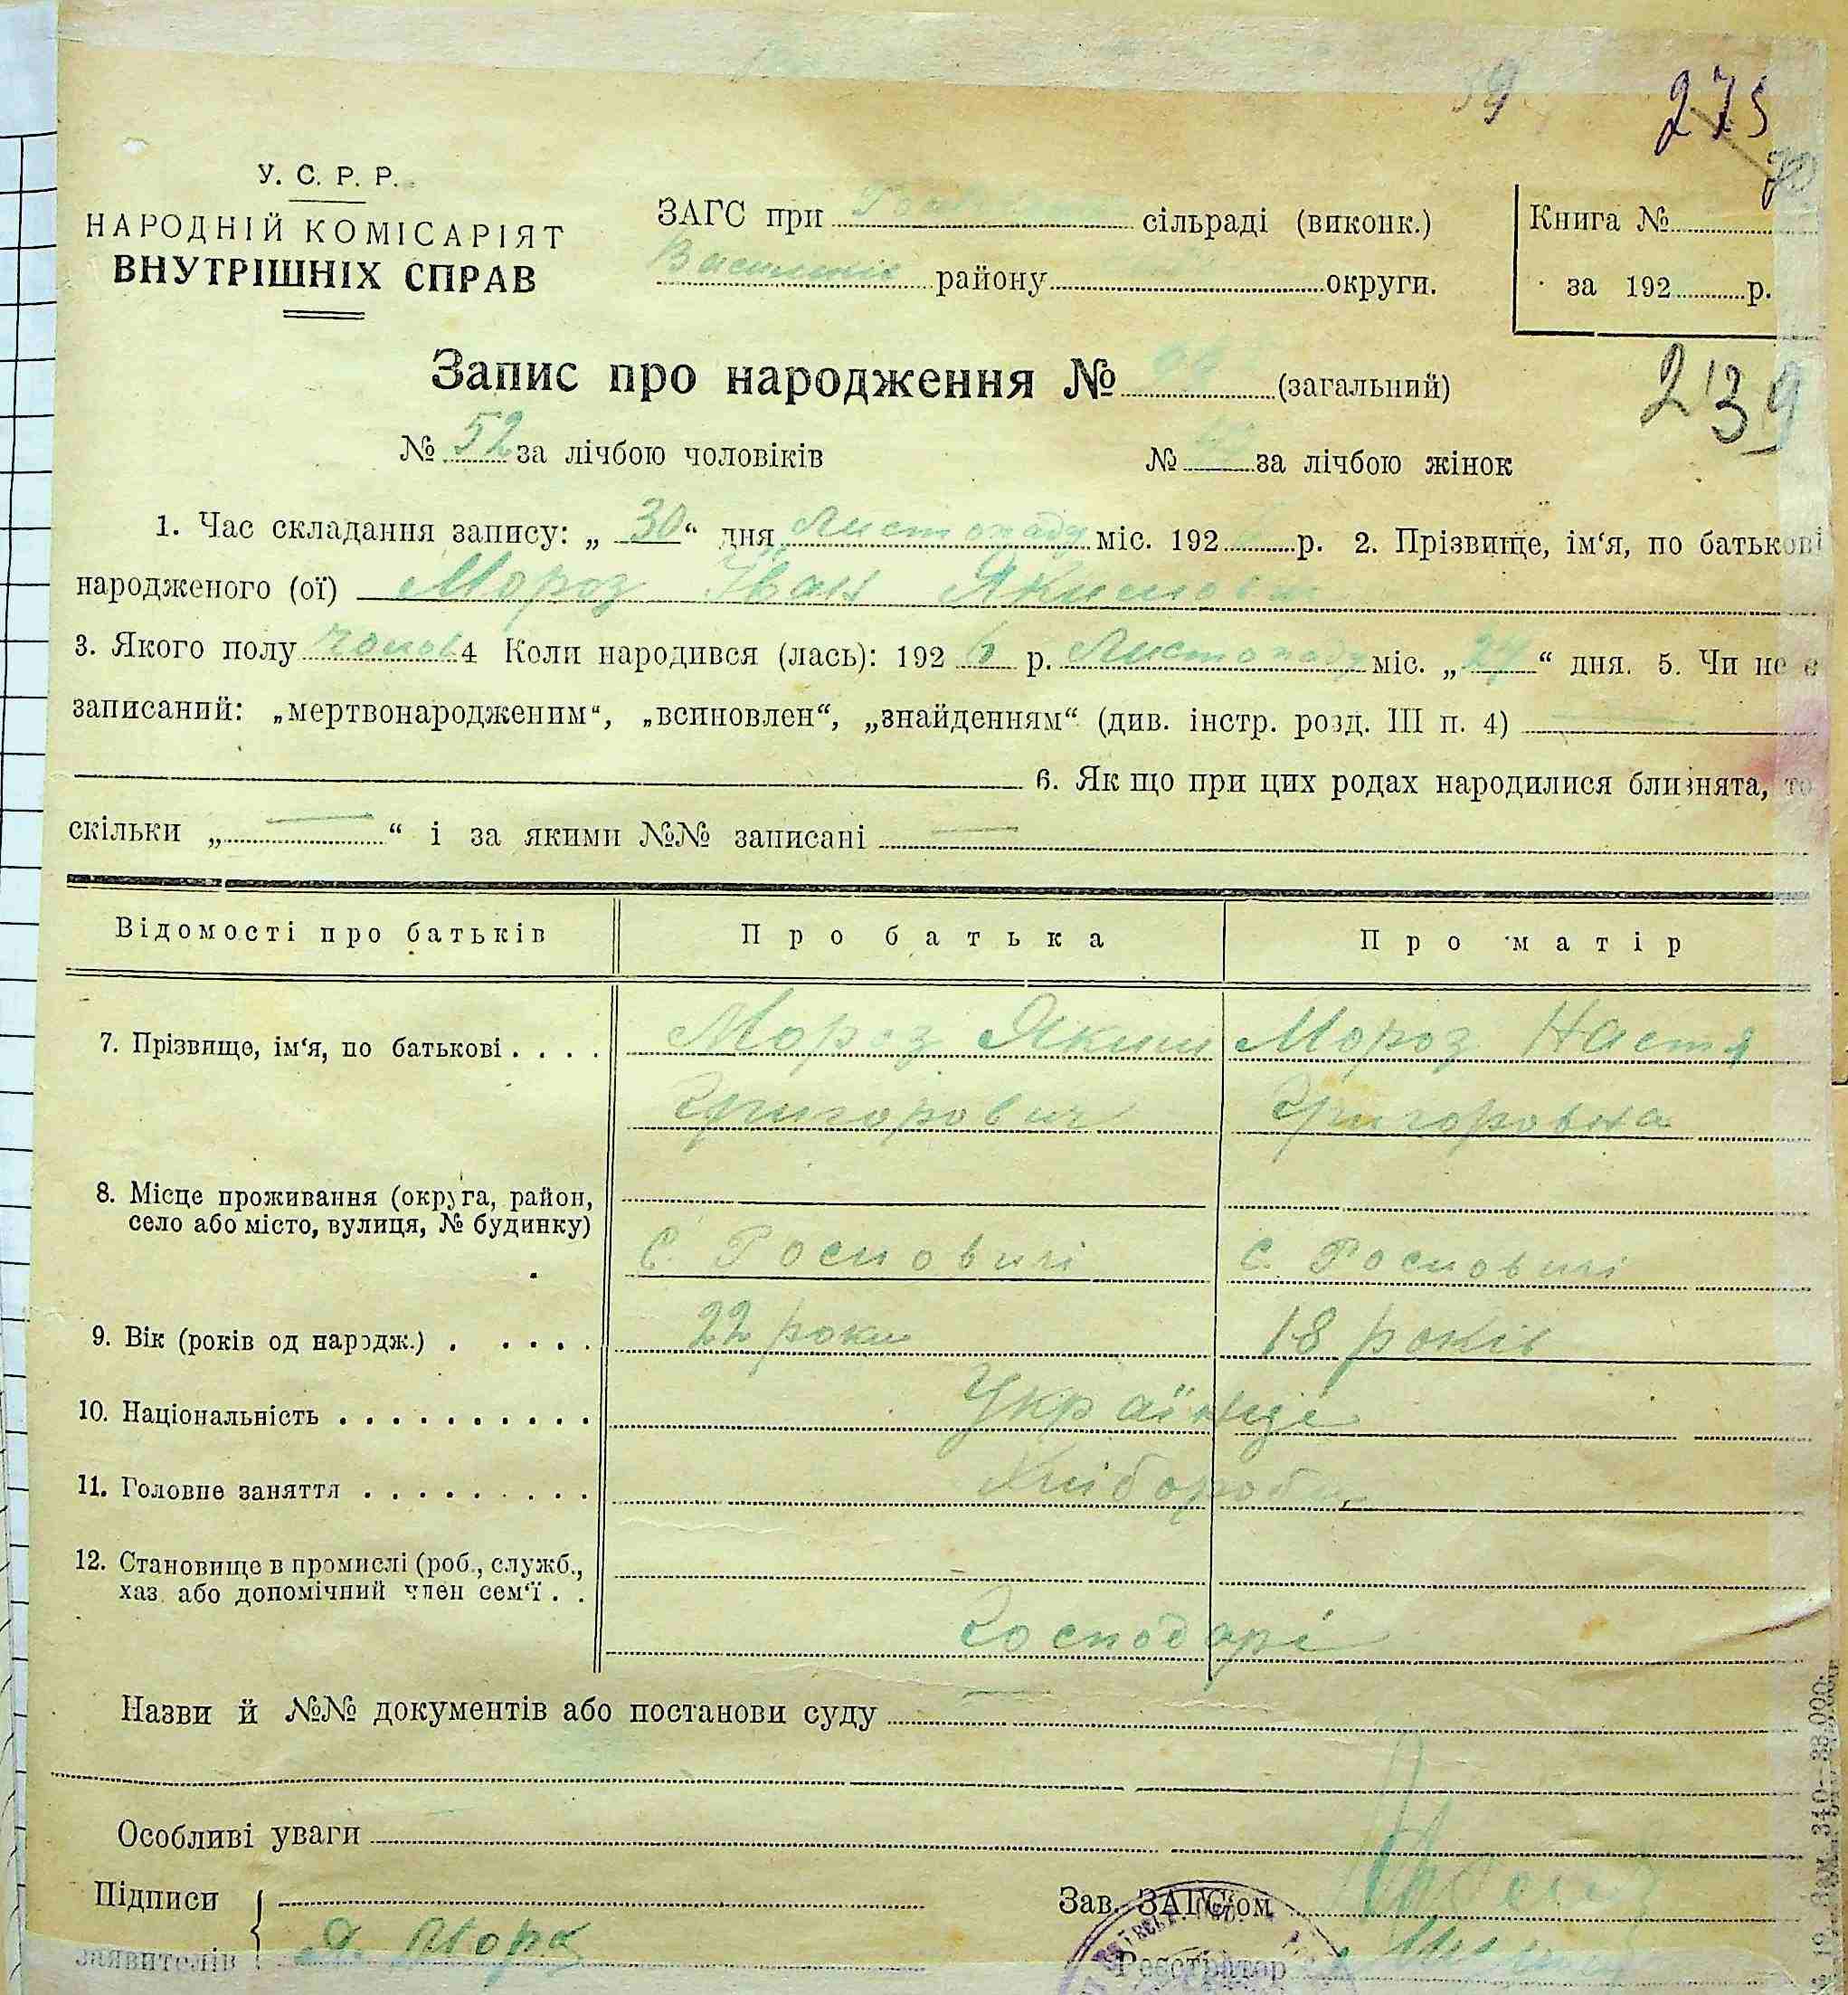 39 275
У. С. Р. Р.
НАРОДНІЙ КОМІСАРІЯТ
ВНУТРІШНІХ СПРАВ
ЗАГС при сільраді (виконк.)
району округи.
Книга №
за 192 р.
Запис про народження № (загальний)
239
№ 52 за лічбою чоловіків № за лічбою жінок
1. Час складання запису: „ 30 “ дня Листопаду міс. 192 р. 2. Прізвище, ім‘я, по батькові
народженого (ої) Мороз Іван Якимович
3. Якого полу чолов 4 Коли народився (лась): 192 6 р. Листопаду міс. „ 24 “ дня. 5. Чи не є
записаний: „мертвонародженим“, „всиновлен“, „знайденням“ (див. інстр. розд. III п. 4)
6. Як що при цих родах народилися близнята, то
скільки „ “ і за якими №№ записані
Відомості про батьків Про батька Про матір
7. Прізвище, ім‘я, по батькові . . . . Мороз Яким Мороз Настя
Григорович Григоровна
8. Місце проживання (округа, район,
село або місто, вулиця, № будинку)
С. Росновичі С. Росновичі
9. Вік (років од народж.) . . . . . 22 роки 18 років
10. Національність . . . . . . . . . . Українці
11. Головне заняття . . . . . . . . . Хлібороби
12. Становище в промислі (роб., служб.,
хаз. або допомічний член сем‘ї . .
Господарі
Назви й №№ документів або постанови суду
Особливі уваги
Підписи
заявителів Я. Мороз
Зав. ЗАГСом
Реєстратор